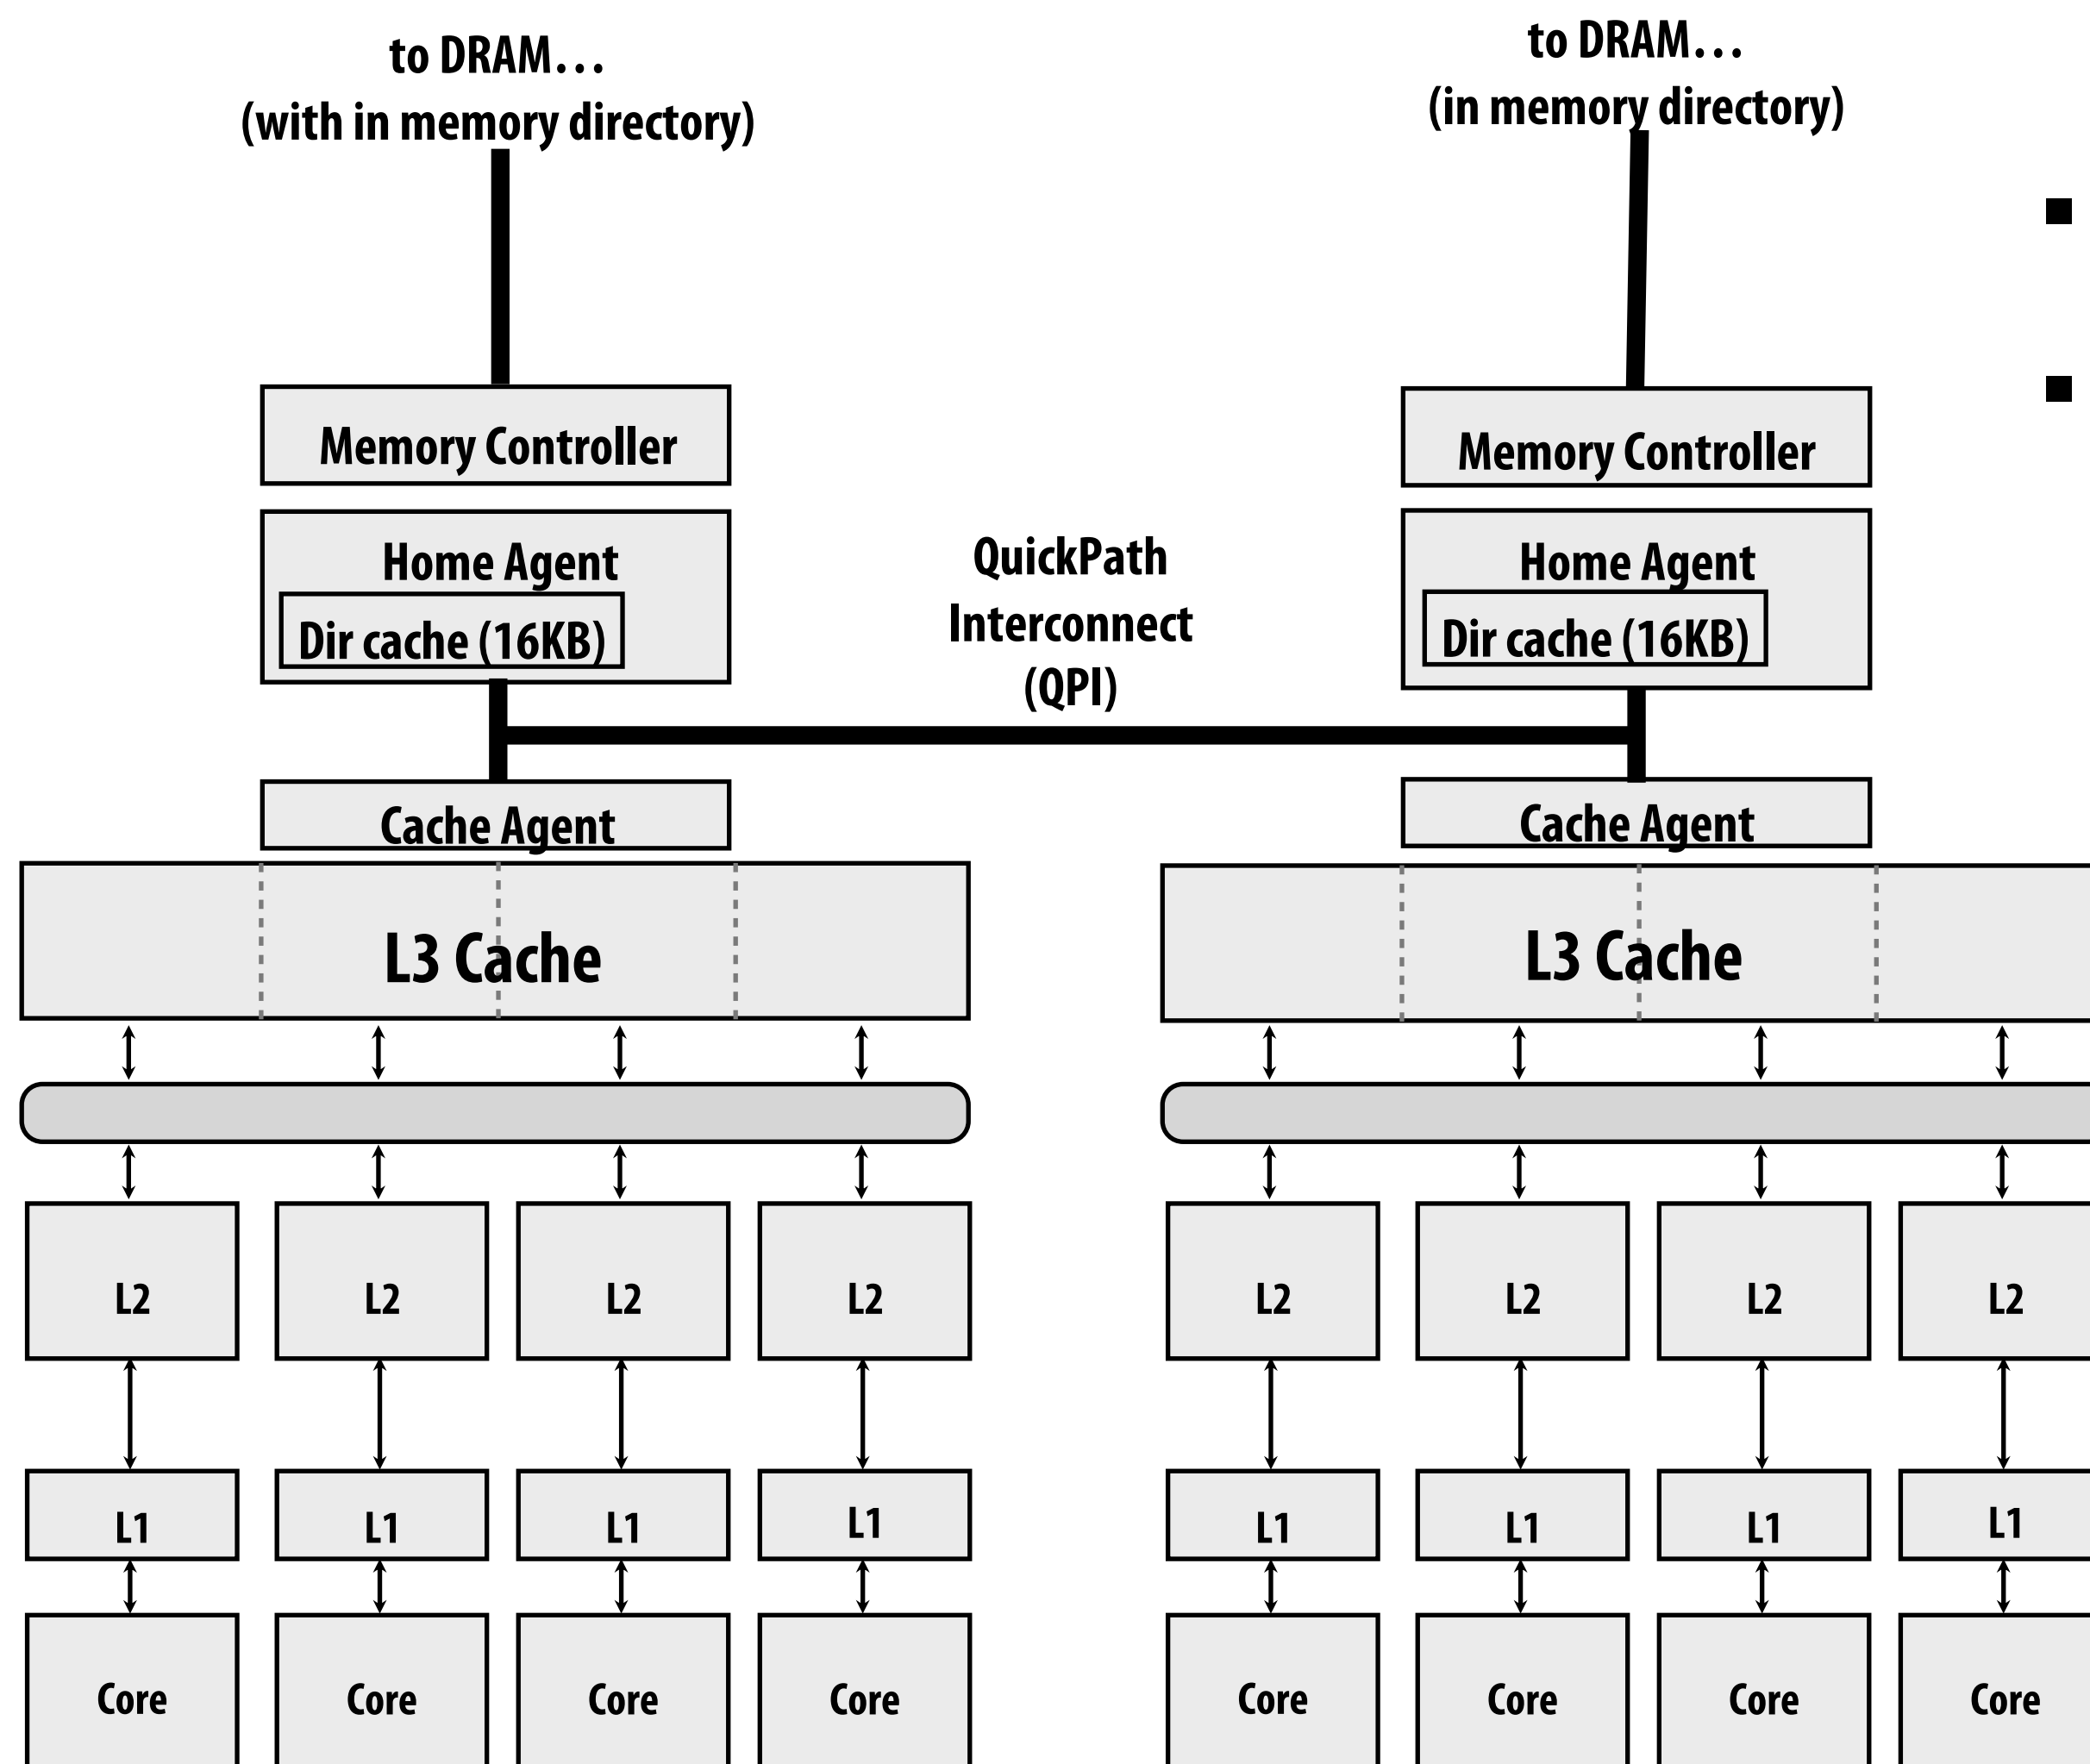 to DRAM...
(with in memory directory)
to DRAM...
(in memory directory)
Memory Controller
Memory Controller
Home Agent
Dir cache (16KB)
QuickPath
Interconnect
(QPI)
Home Agent
Dir cache (16KB)
Cache Agent
Cache Agent
L3 Cache
L3 Cache
L2 L2 L2 L2 L2 L2 L2 L2
L1 L1 L1 L1 L1 L1 L1 L1
Core Core Core Core Core Core Core Core